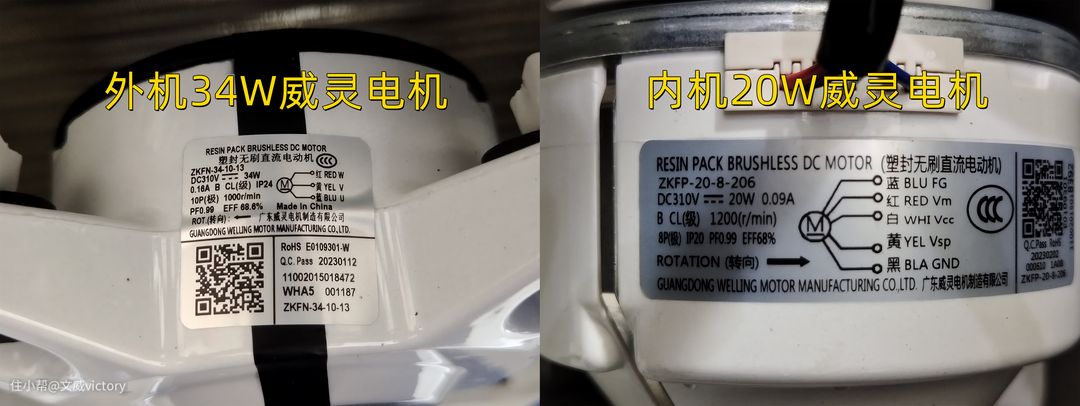 外机34W威灵电机
RESIN PACK BRUSHLESS DC MOTOR
塑封无刷直流电动机
ZKFN-34-10-13
DC310V 34W
0.16A B CL(级) IP24
10P(极) 1000r/min
PF0.99 EFF 68.6%
Made in China
红 RED W
黄 YEL V
蓝 BLU U
M
ROT (转向): 广东威灵电机制造有限公司
GUANGDONG WELLING MOTOR MANUFACTURING CO.,LTD.
RoHS E0109301-W
Q.C. Pass 20230112
11002015018472
WHA5 001187
ZKFN-34-10-13
住小帮@文威victory
内机20W威灵电机
RESIN PACK BRUSHLESS DC MOTOR (塑封无刷直流电动机)
ZKFP-20-8-206
DC310V 20W 0.09A
B CL(级) 1200(r/min)
8P(极) IP20 PF0.99 EFF68%
ROTATION (转向)
M
蓝 BLU FG
红 RED Vm
白 WHI Vcc
黄 YEL Vsp
黑 BLA GND
GUANGDONG WELLING MOTOR MANUFACTURING CO.,LTD. 广东威灵电机制造有限公司
Q.C.Pass RoHS
20230202
000610 1A08
ZKFP-20-8-206